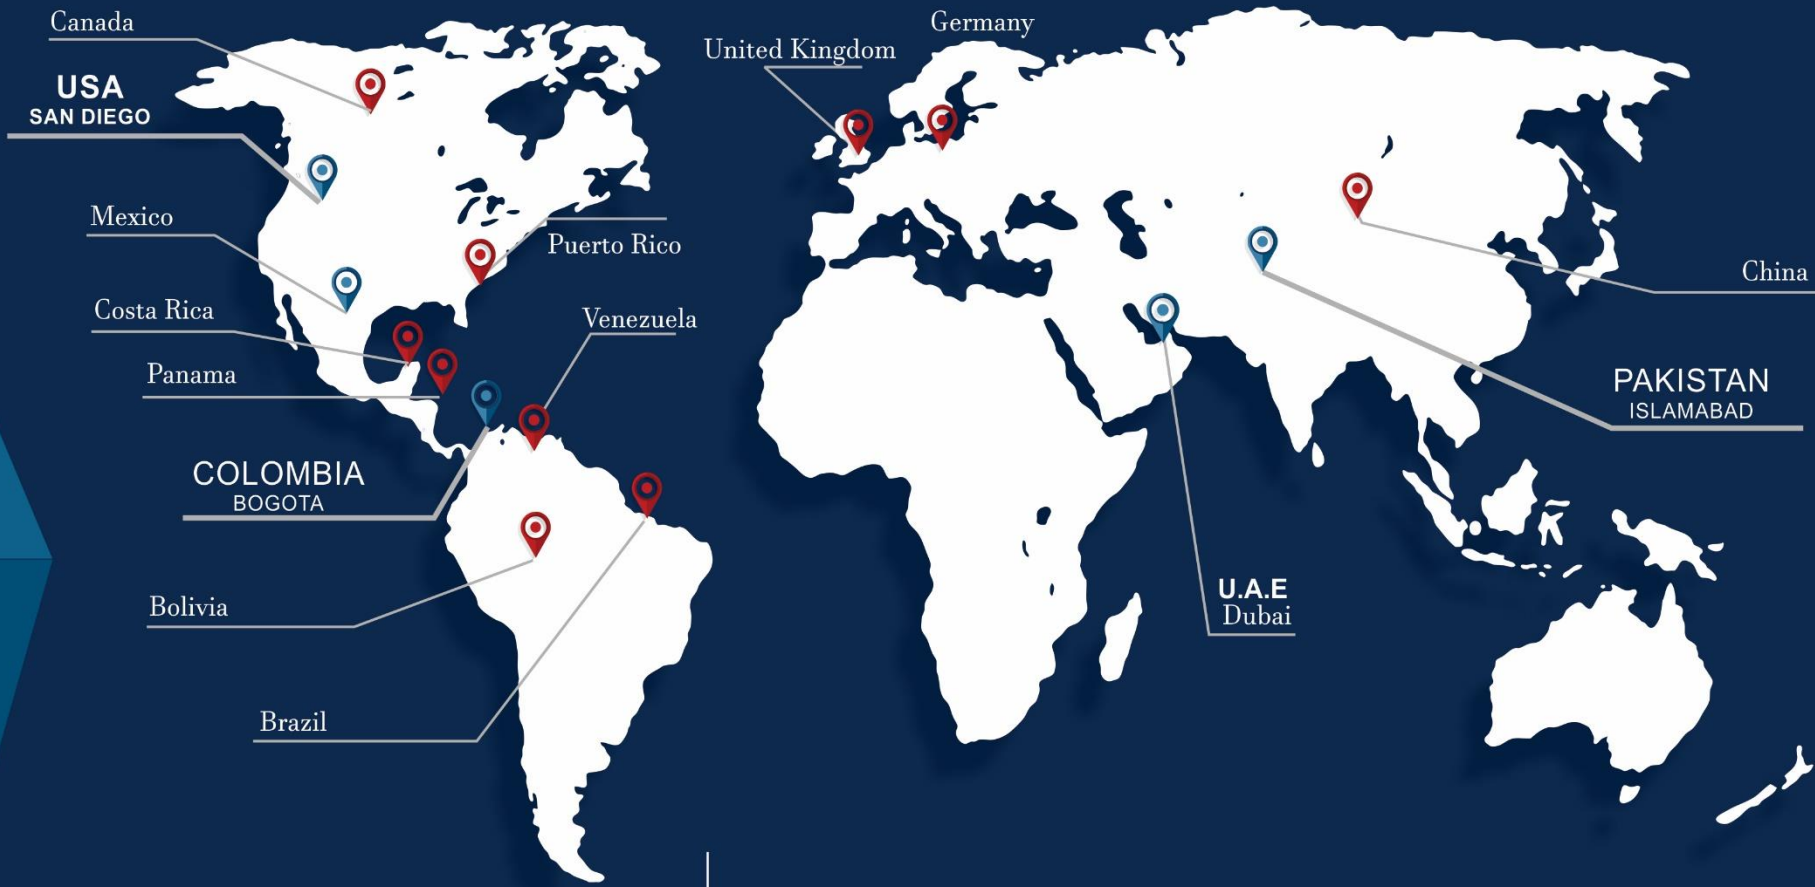 Canada
USA
SAN DIEGO
Mexico
Costa Rica
Panama
COLOMBIA
BOGOTA
Bolivia
Brazil
Puerto Rico
Venezuela
United Kingdom
Germany
China
PAKISTAN
ISLAMABAD
U.A.E
Dubai